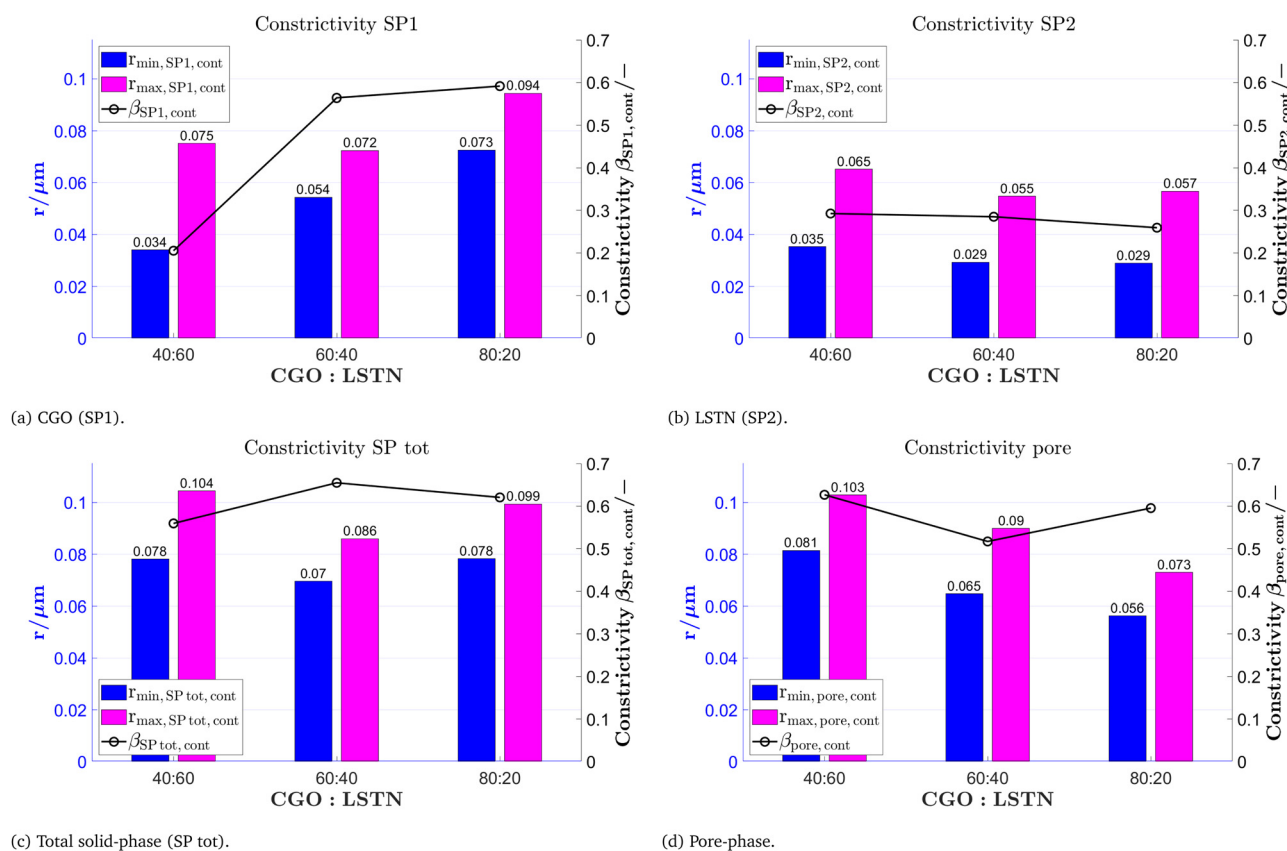 Constrictivity SP1
r_min, SP1, cont
r_max, SP1, cont
β_SP1, cont
0.034
0.075
0.054
0.072
0.073
0.094
0
0.02
0.04
0.06
0.08
0.1
r/μm
0
0.1
0.2
0.3
0.4
0.5
0.6
0.7
Constrictivity β_SP1, cont/−
40:60
60:40
80:20
CGO : LSTN
(a) CGO (SP1).
Constrictivity SP2
r_min, SP2, cont
r_max, SP2, cont
β_SP2, cont
0.035
0.065
0.029
0.055
0.029
0.057
0
0.02
0.04
0.06
0.08
0.1
r/μm
0
0.1
0.2
0.3
0.4
0.5
0.6
0.7
Constrictivity β_SP2, cont/−
40:60
60:40
80:20
CGO : LSTN
(b) LSTN (SP2).
Constrictivity SP tot
0.078
0.104
0.07
0.086
0.078
0.099
r_min, SP tot, cont
r_max, SP tot, cont
β_SP tot, cont
0
0.02
0.04
0.06
0.08
0.1
r/μm
0
0.1
0.2
0.3
0.4
0.5
0.6
0.7
Constrictivity β_SP tot, cont/−
40:60
60:40
80:20
CGO : LSTN
(c) Total solid-phase (SP tot).
Constrictivity pore
0.081
0.103
0.065
0.09
0.056
0.073
r_min, pore, cont
r_max, pore, cont
β_pore, cont
0
0.02
0.04
0.06
0.08
0.1
r/μm
0
0.1
0.2
0.3
0.4
0.5
0.6
0.7
Constrictivity β_pore, cont/−
40:60
60:40
80:20
CGO : LSTN
(d) Pore-phase.